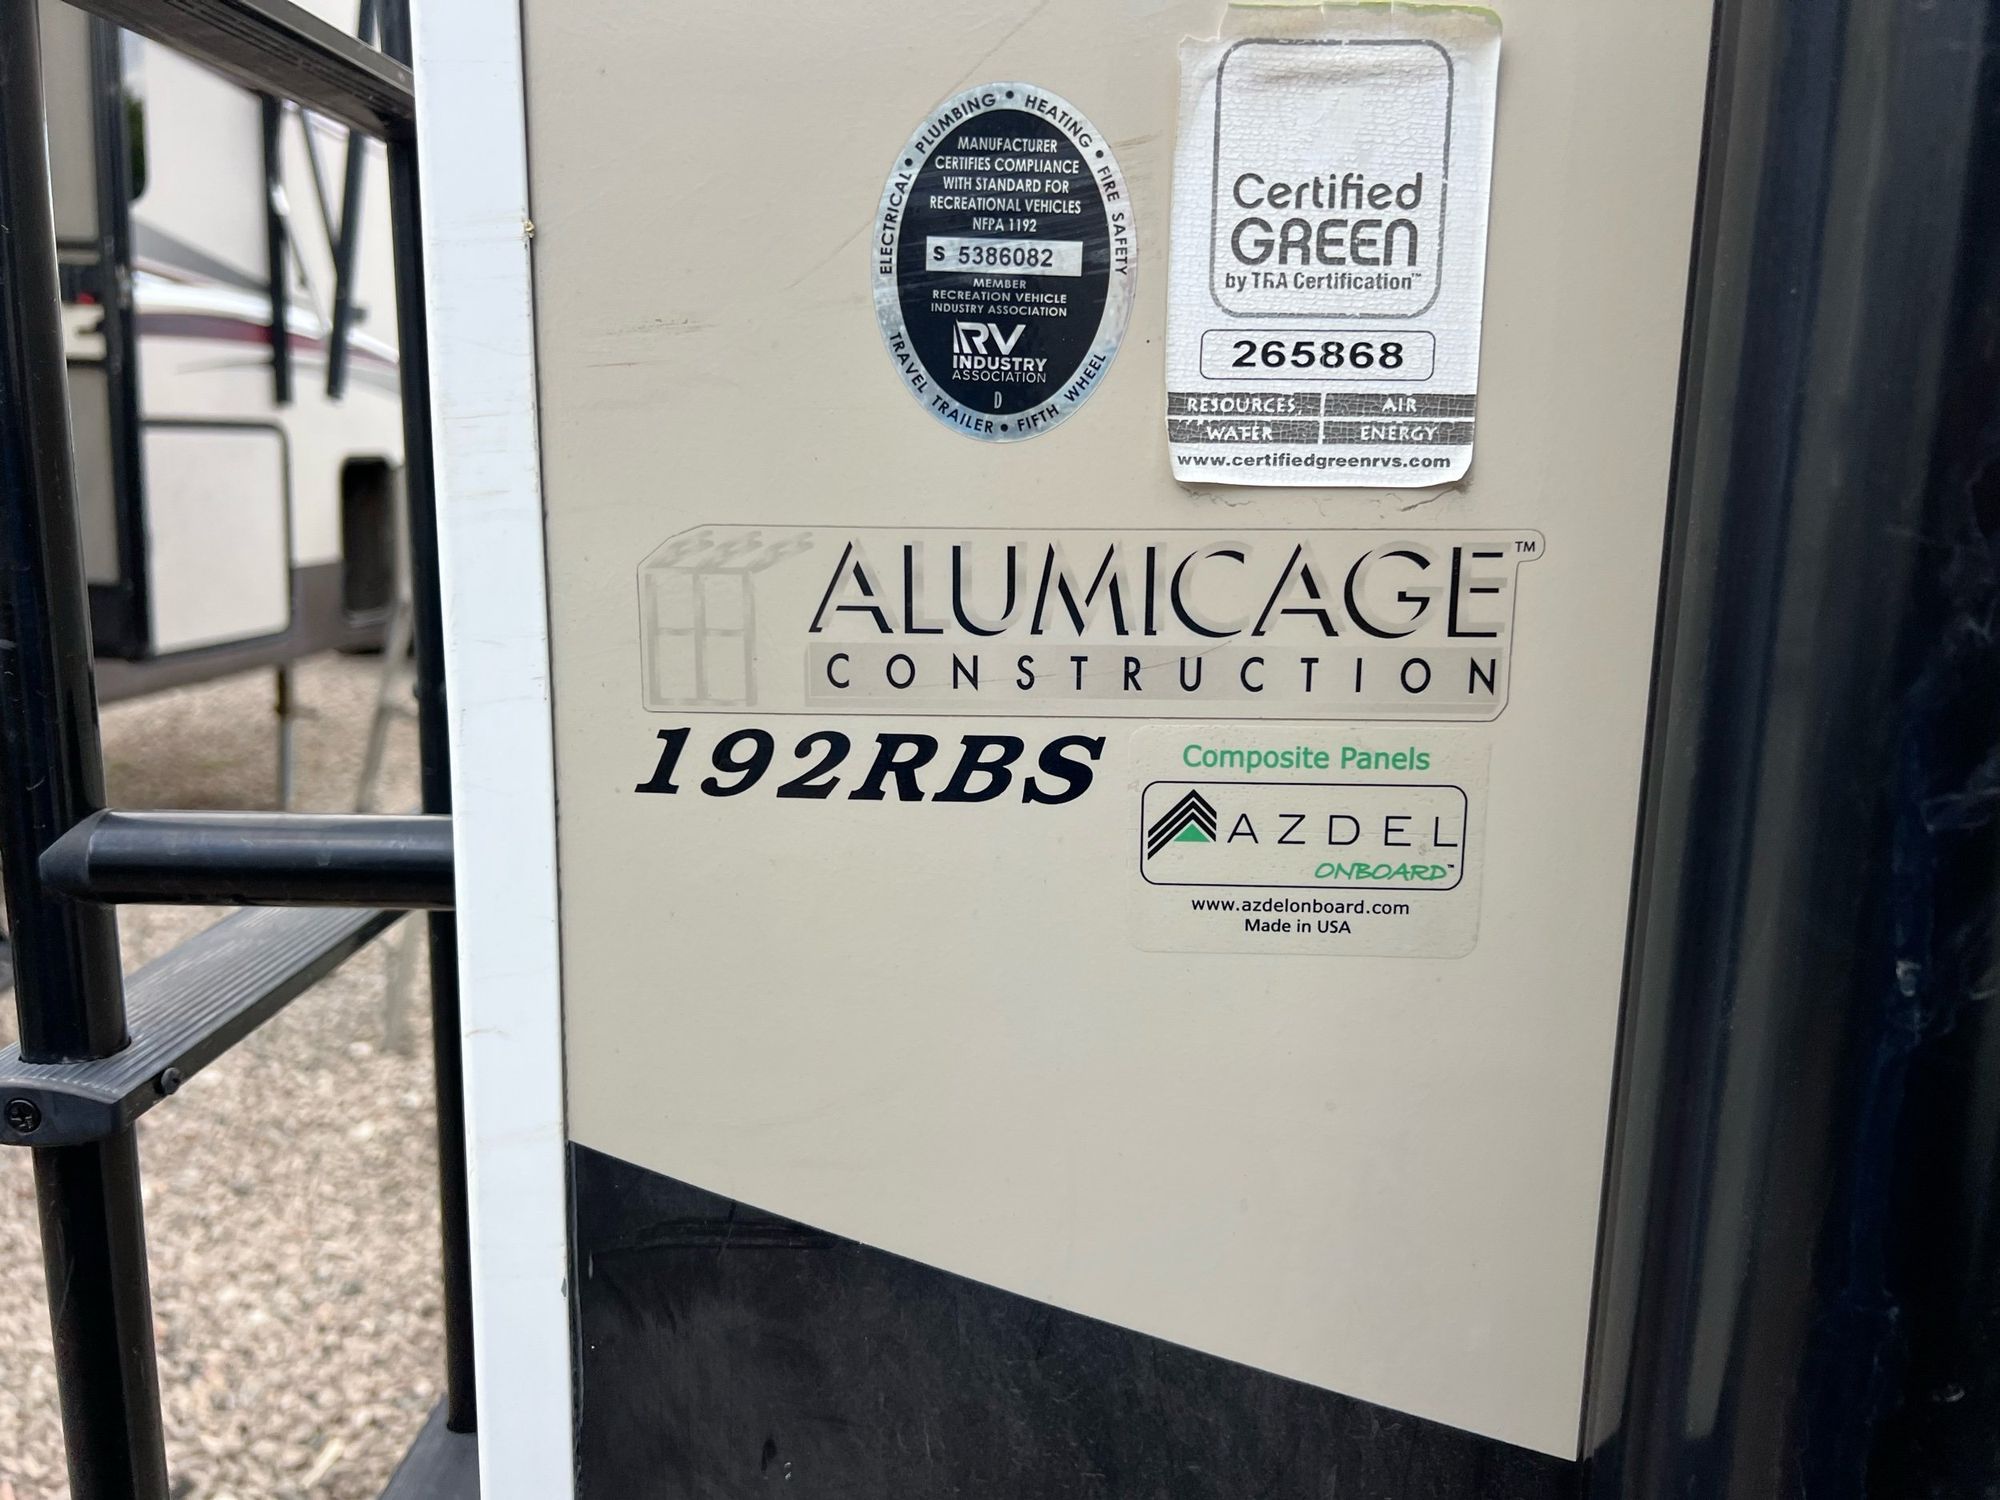 ELECTRICAL • PLUMBING • HEATING • FIRE SAFETY
MANUFACTURER
CERTIFIES COMPLIANCE
WITH STANDARD FOR
RECREATIONAL VEHICLES
NFPA 1192
S 5386082
MEMBER
RECREATION VEHICLE
INDUSTRY ASSOCIATION
RV
INDUSTRY
ASSOCIATION
D
TRAVEL TRAILER • FIFTH WHEEL
Certified
GREEN
by TRA Certification™
265868
RESOURCES AIR
WATER ENERGY
www.certifiedgreenrvs.com
ALUMICAGE™
CONSTRUCTION
192RBS
Composite Panels
AZDEL
ONBOARD™
www.azdelonboard.com
Made in USA